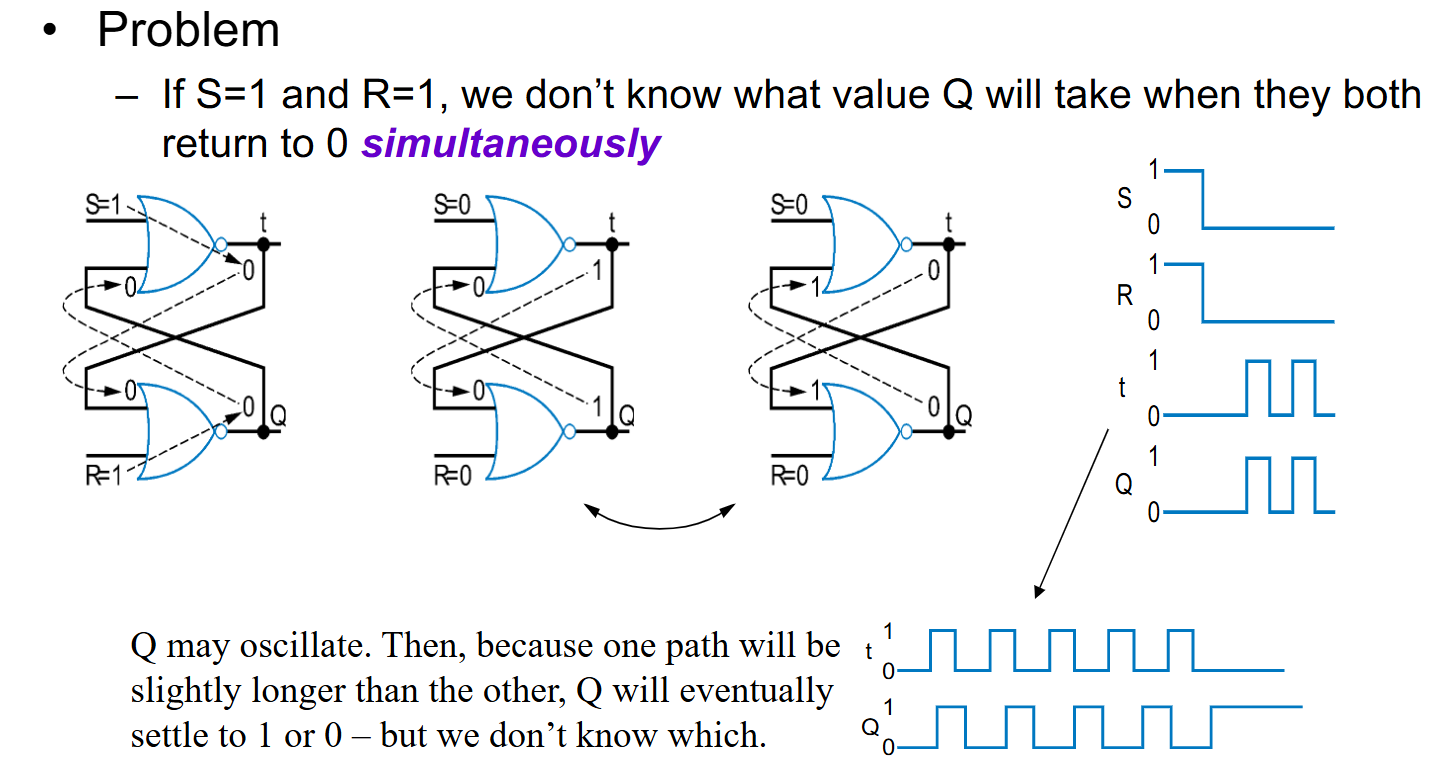 • Problem
– If S=1 and R=1, we don’t know what value Q will take when they both
return to 0 simultaneously
S=1
t
0
0
0
0
Q
R=1
S=0
t
1
0
0
1
Q
R=0
S=0
t
0
1
1
0
Q
R=0
1
S
0
1
R
0
1
t
0
1
Q
0
Q may oscillate. Then, because one path will be
slightly longer than the other, Q will eventually
settle to 1 or 0 – but we don’t know which.
1
t
0
1
Q
0